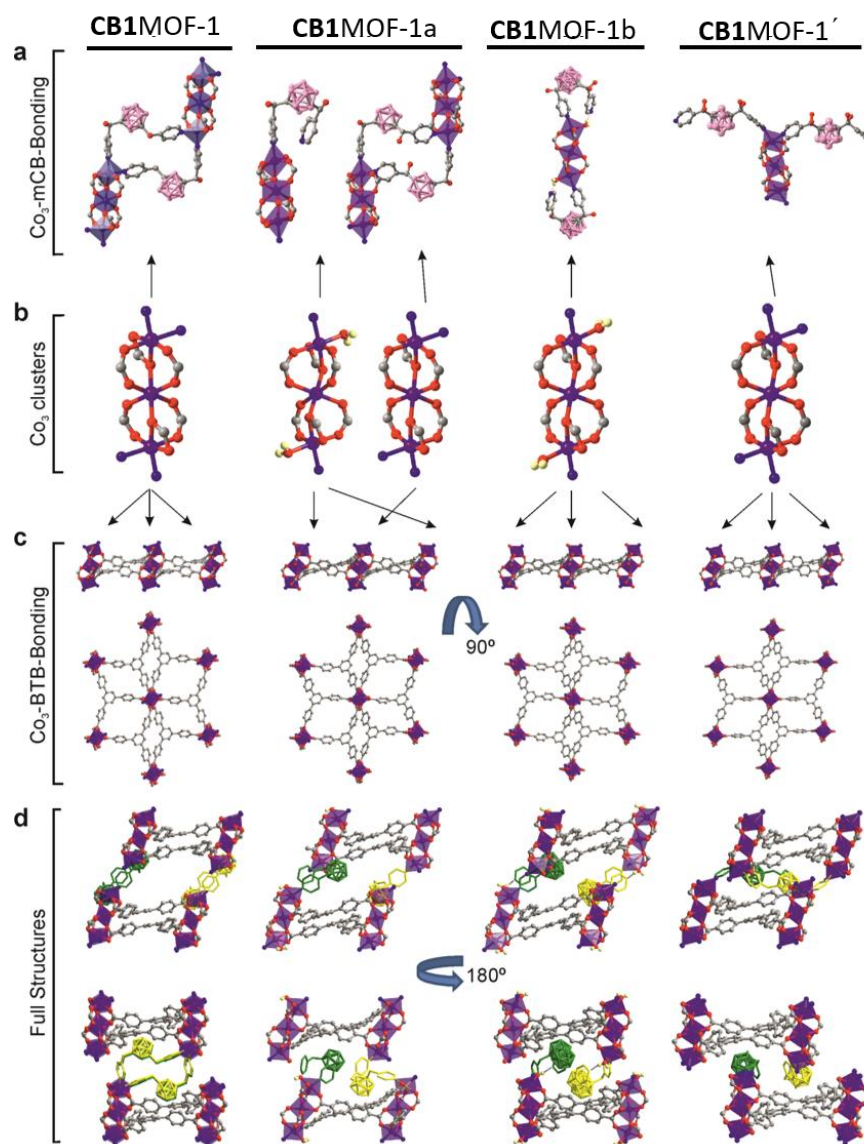 CB1MOF-1 CB1MOF-1a CB1MOF-1b CB1MOF-1´
a
Co3-mCB-Bonding
b
Co3 clusters
c
Co3-BTB-Bonding
90º
d
Full Structures
180º